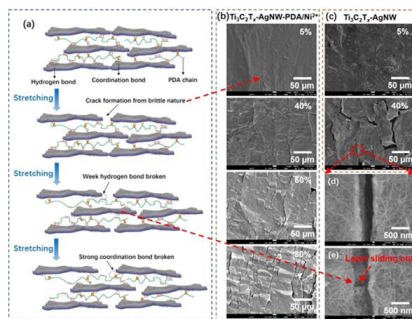 (a)
Hydrogen bond
Coordination bond
PDA chain
Stretching
Crack formation from brittle nature
Stretching
Week hydrogen bond broken
Stretching
Strong coordination bond broken
(b) Ti₃C₂Tₓ-AgNW-PDA/Ni²⁺
5%
50 μm
40%
50 μm
60%
50 μm
80%
50 μm
(c) Ti₃C₂Tₓ-AgNW
5%
50 μm
40%
50 μm
(d)
500 nm
(e)
Layer sliding out
500 nm